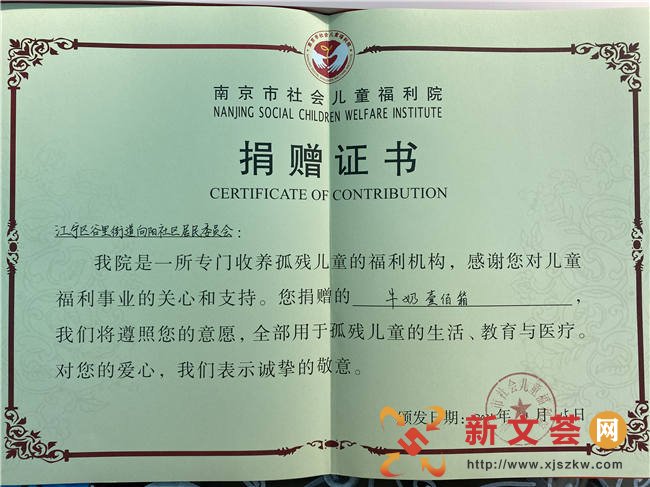 南京市社会儿童福利院
NANJING SOCIAL CHILDREN WELFARE INSTITUTE
捐赠证书
CERTIFICATE OF CONTRIBUTION
江宁区谷里街道向阳社区居民委员会：
我院是一所专门收养孤残儿童的福利机构，感谢您对儿童
福利事业的关心和支持。您捐赠的 牛奶壹佰箱，
我们将遵照您的意愿，全部用于孤残儿童的生活、教育与医疗。
对您的爱心，我们表示诚挚的敬意。
市社会儿童福
颁发日期：年 月 日
新文荟网
http://www.xjszkw.com